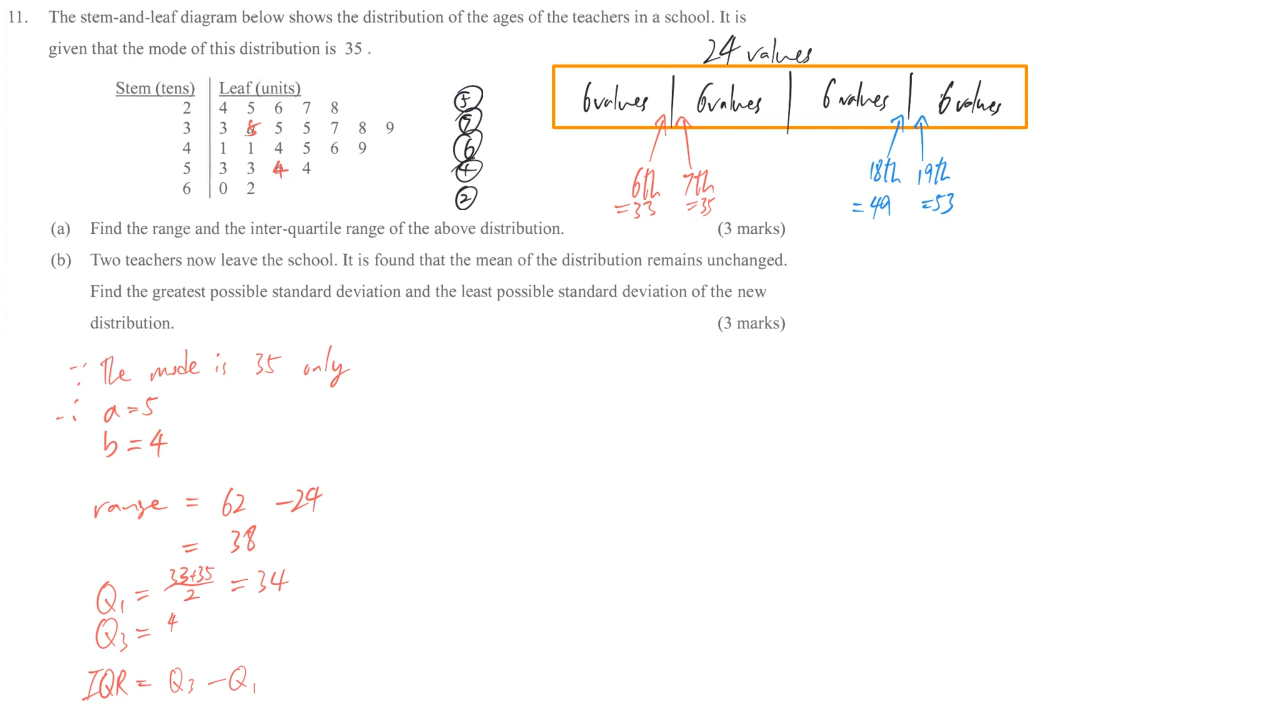 11. The stem-and-leaf diagram below shows the distribution of the ages of the teachers in a school. It is
given that the mode of this distribution is 35 .
24 values
6 values | 6 values | 6 values | 6 values
Stem (tens) | Leaf (units)
2 | 4 5 6 7 8 ⑤
3 | 3 5 5 5 7 8 9 ⑦
4 | 1 1 4 5 6 9 ⑥
5 | 3 3 4 4 ④
6 | 0 2 ②
6th 7th 18th 19th
=33 =35 =49 =53
(a) Find the range and the inter-quartile range of the above distribution. (3 marks)
(b) Two teachers now leave the school. It is found that the mean of the distribution remains unchanged.
Find the greatest possible standard deviation and the least possible standard deviation of the new
distribution. (3 marks)
∵ The mode is 35 only
∴ a=5
b=4
range = 62 -24
= 38
Q₁ = 33+35/2 = 34
Q₃ = 4
IQR = Q₃ - Q₁